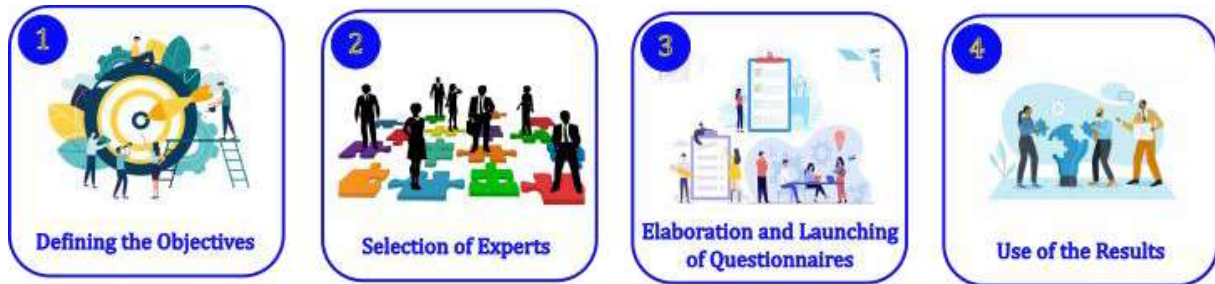 1
Defining the Objectives
2
Selection of Experts
3
Elaboration and Launching
of Questionnaires
4
Use of the Results